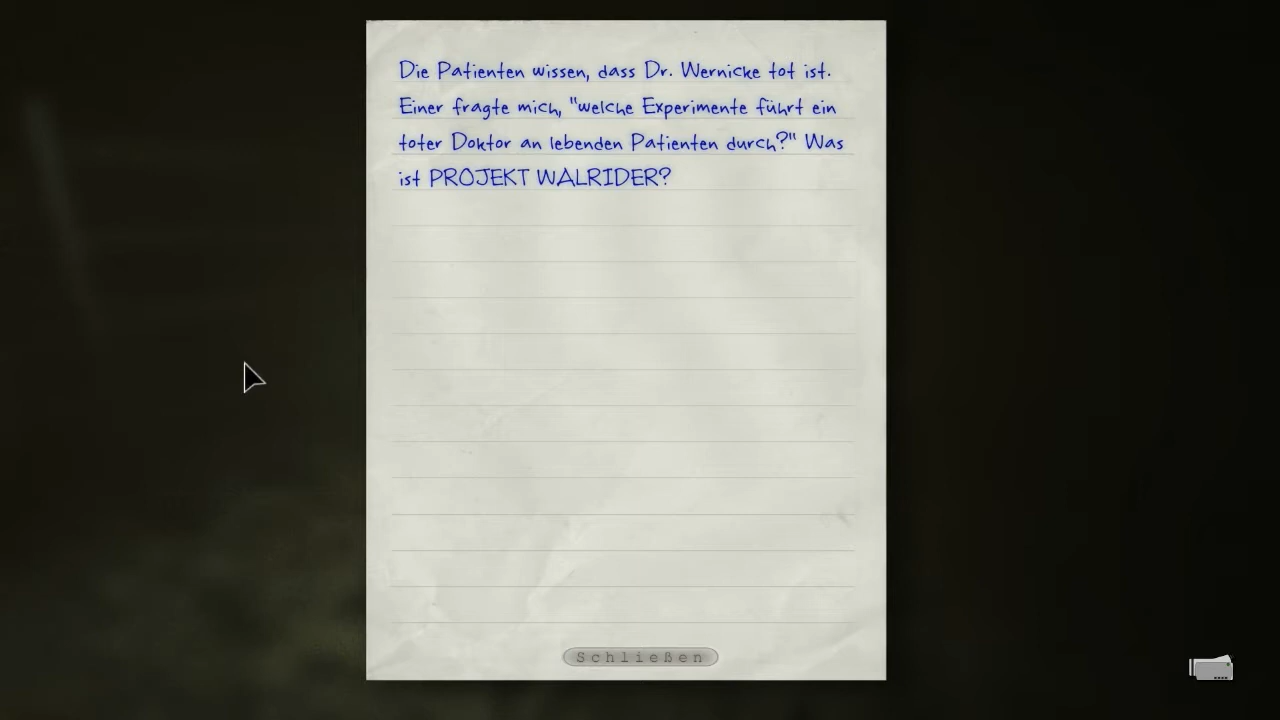 Die Patienten wissen, dass Dr. Wernicke tot ist.
Einer fragte mich, "welche Experimente führt ein
toter Doktor an lebenden Patienten durch?" Was
ist PROJEKT WALRIDER?
Schließen